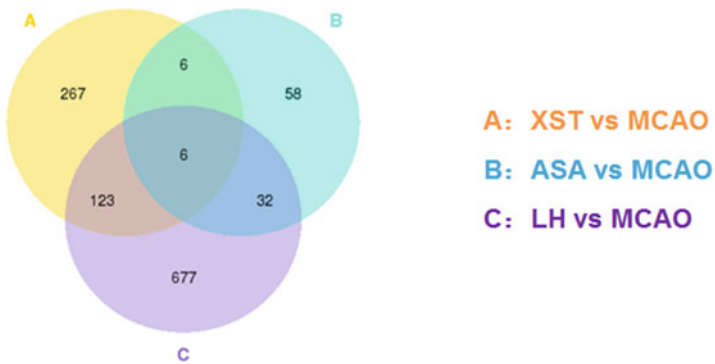 A
B
6
267
58
6
123
32
677
C
A： XST vs MCAO
B： ASA vs MCAO
C： LH vs MCAO